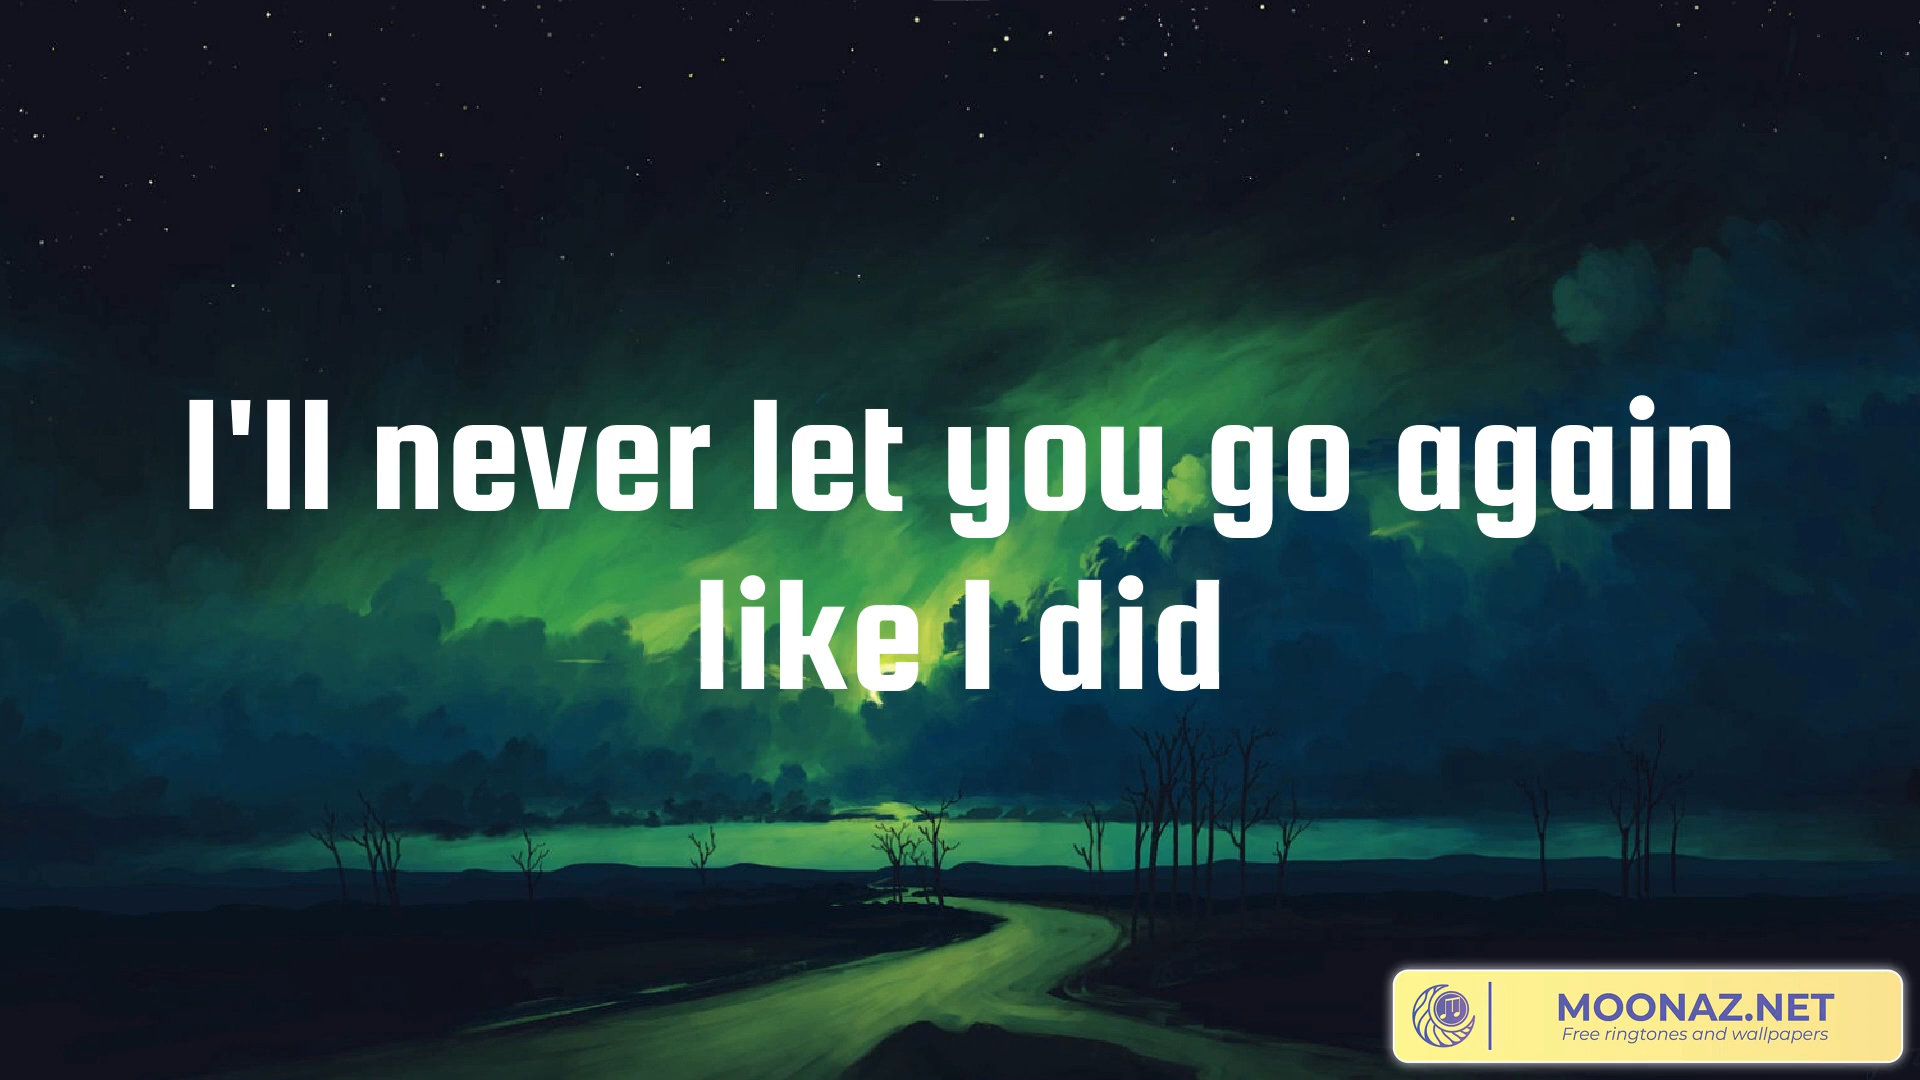 I'll never let you go again
like I did
MOONAZ.NET
Free ringtones and wallpapers